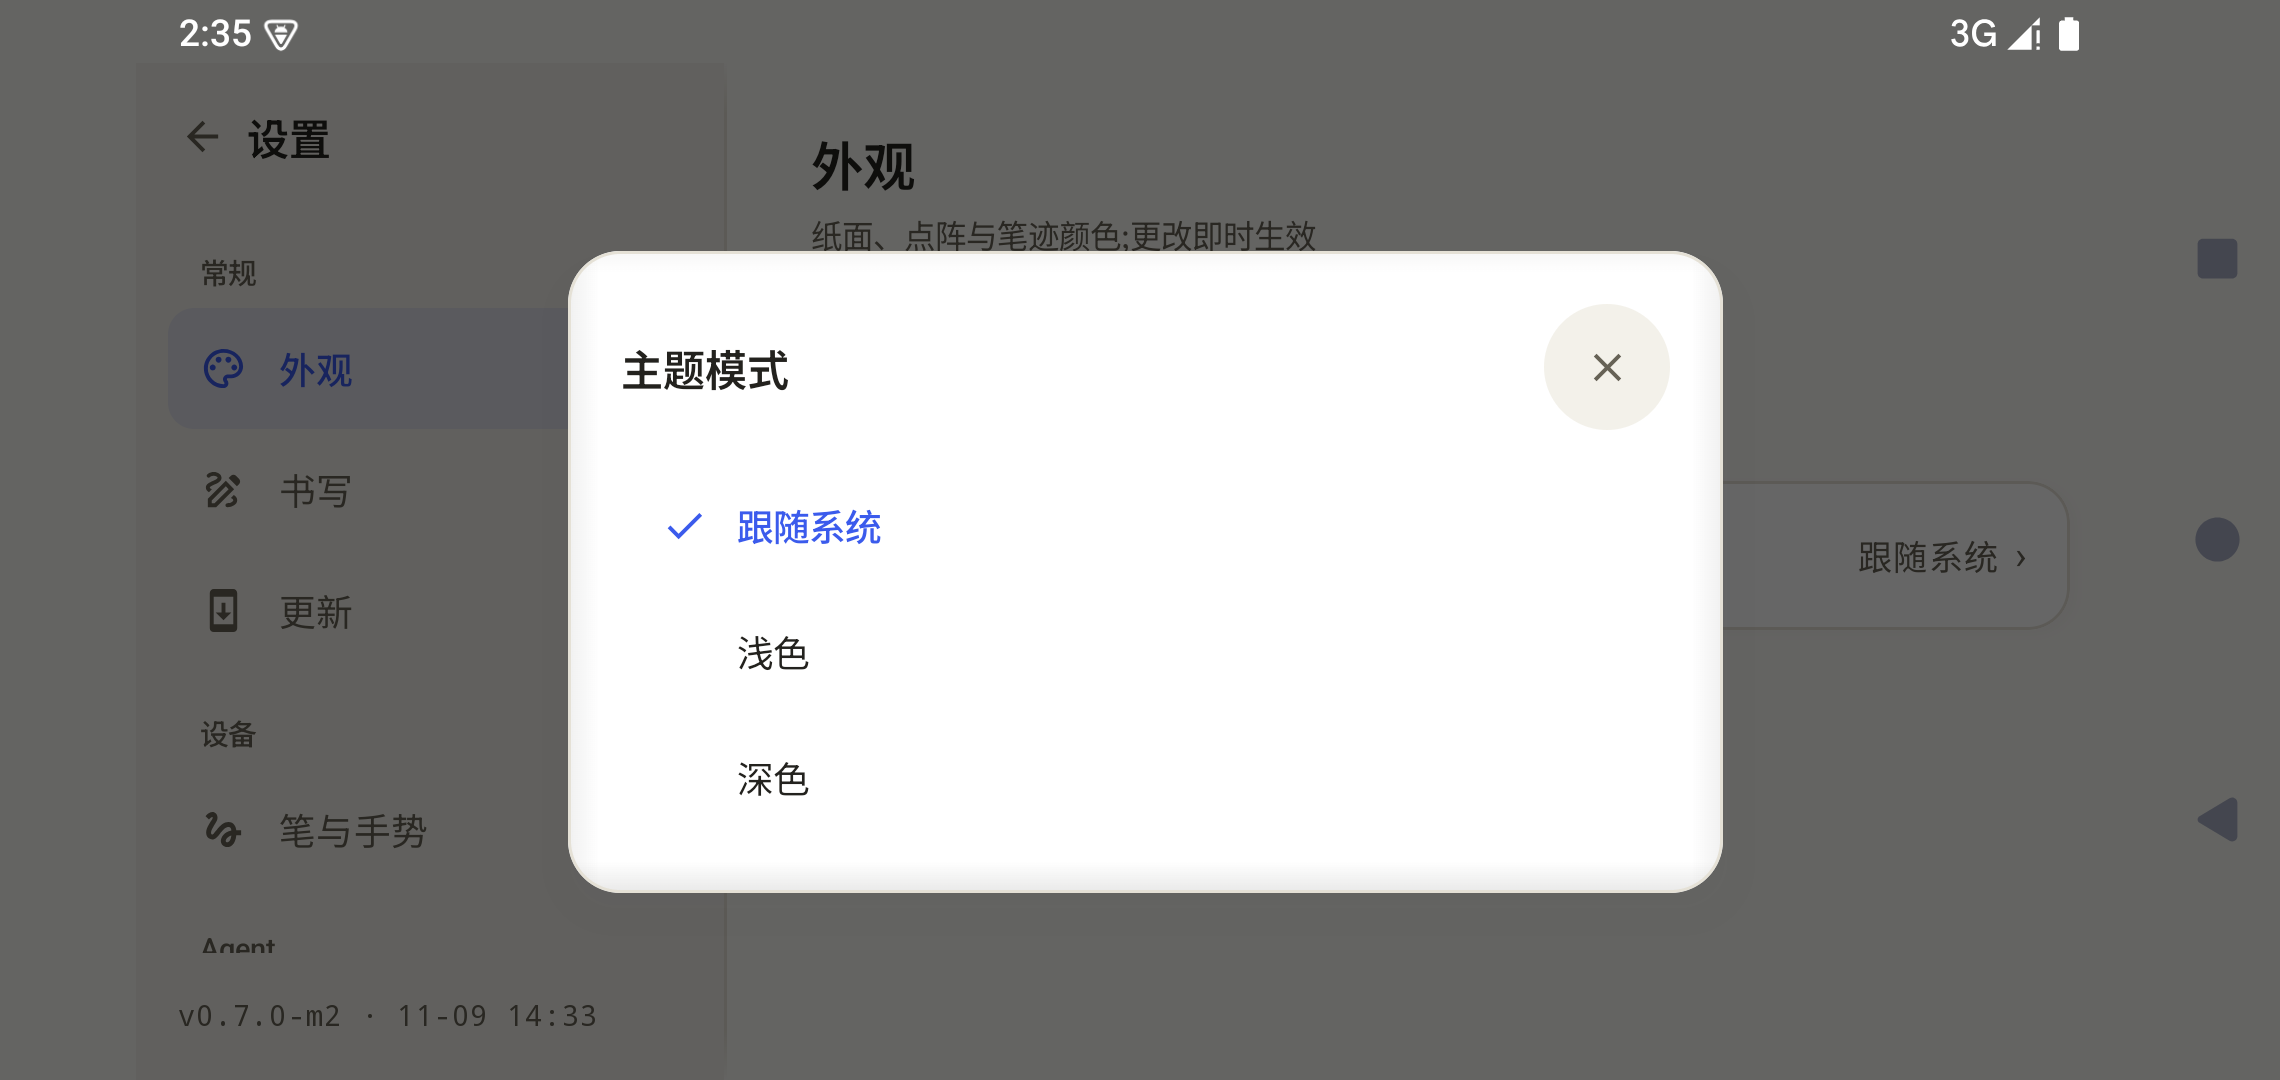 2:35
3G
设置
常规
外观
书写
更新
设备
笔与手势
Agent
v0.7.0-m2 · 11-09 14:33
外观
纸面、点阵与笔迹颜色;更改即时生效
跟随系统 ›
主题模式
跟随系统
浅色
深色